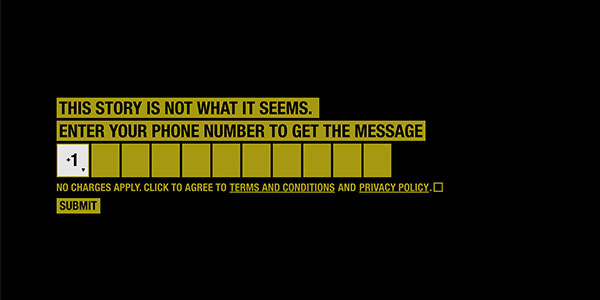 THIS STORY IS NOT WHAT IT SEEMS.
ENTER YOUR PHONE NUMBER TO GET THE MESSAGE
+1
NO CHARGES APPLY. CLICK TO AGREE TO TERMS AND CONDITIONS AND PRIVACY POLICY.
SUBMIT